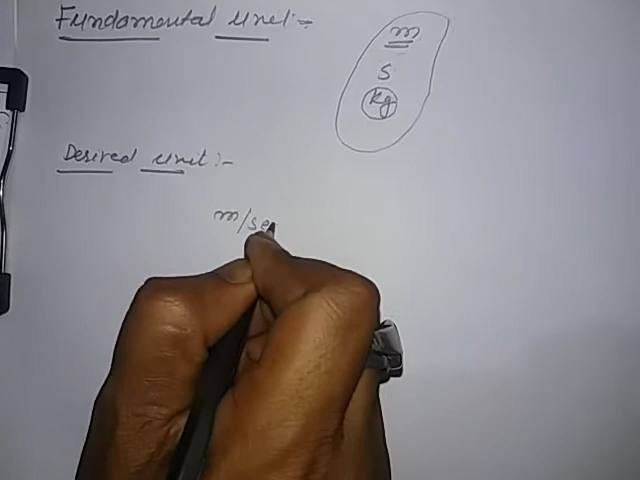 Fundamental unit:-
m
s
kg
Desired unit:-
m/se